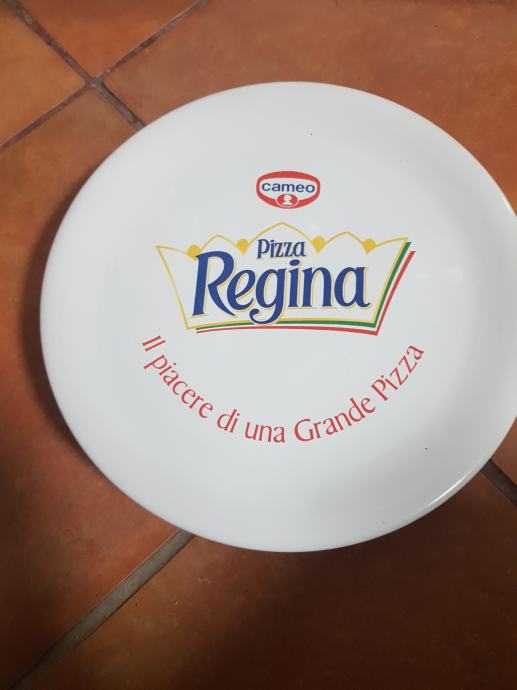 cameo
Pizza
Regina
Il piacere di una Grande Pizza